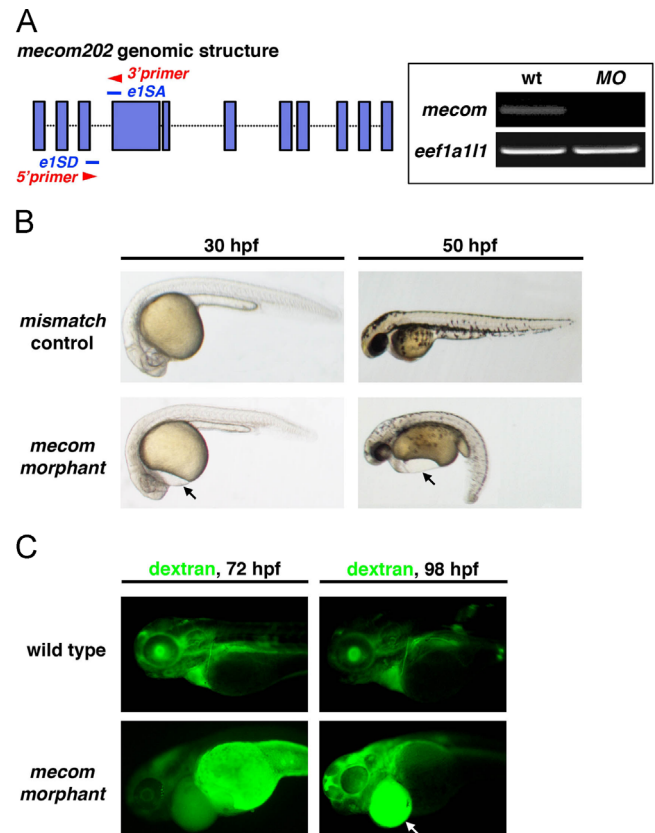 A
mecom202 genomic structure
3'primer
e1SA
e1SD
5'primer
wt MO
mecom
eef1a1l1
B
30 hpf 50 hpf
mismatch
control
mecom
morphant
C
dextran, 72 hpf dextran, 98 hpf
wild type
mecom
morphant